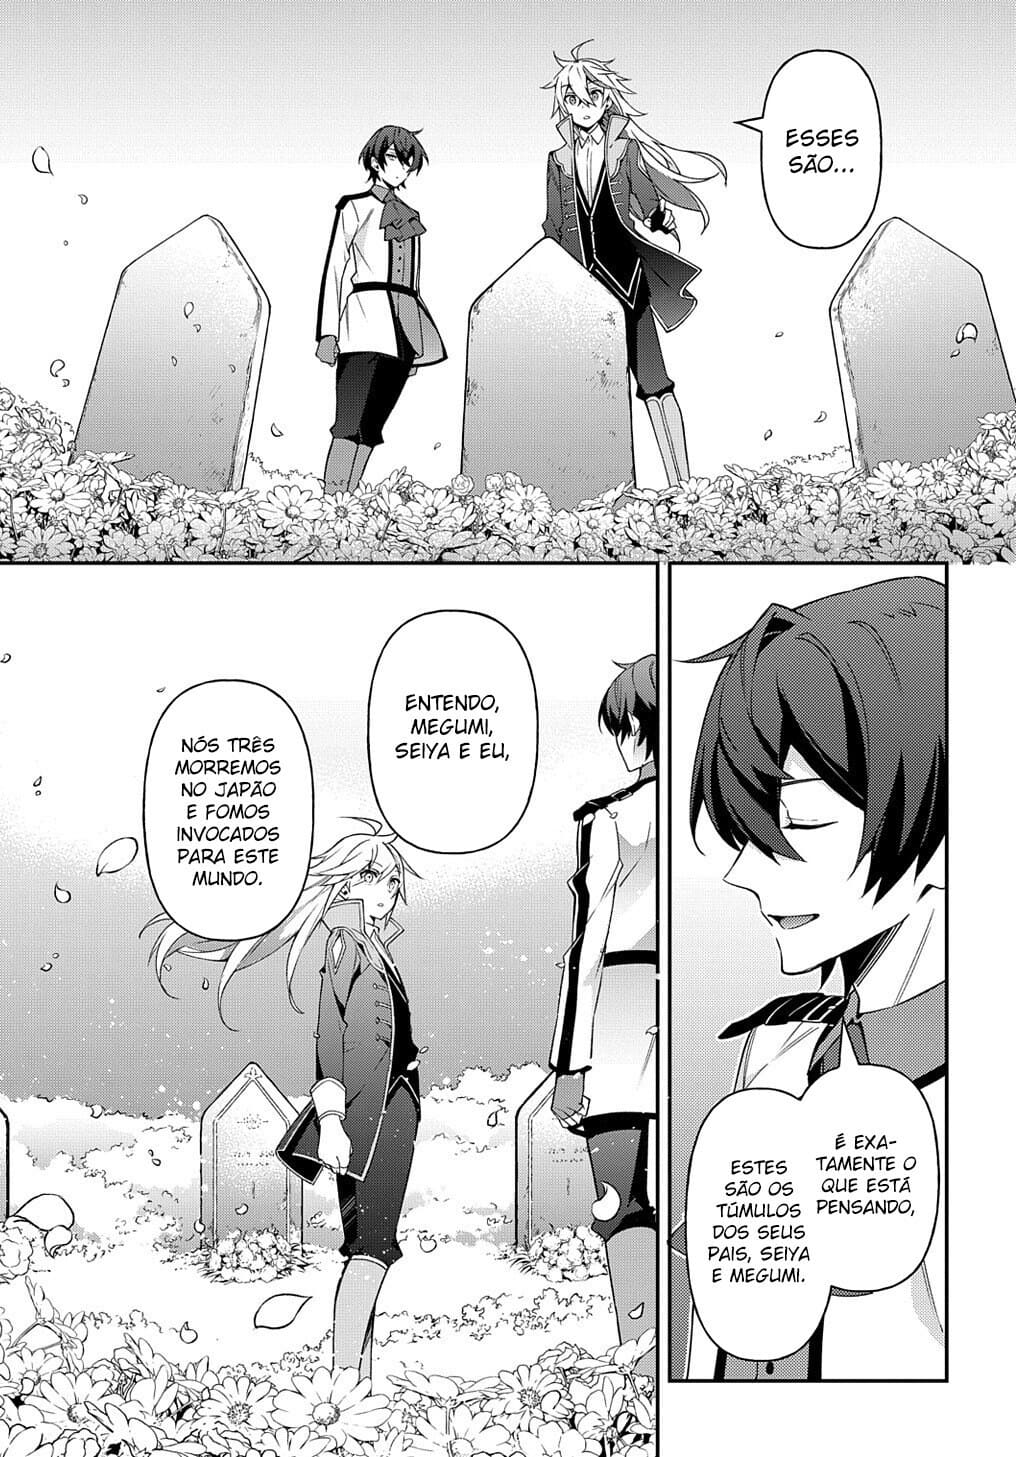 ESSES
SÃO...
É EXA-
TAMENTE O
QUE ESTÁ
PENSANDO,
ESTES
SÃO OS
TÚMULOS
DOS SEUS
PAIS, SEIYA
E MEGUMI.
ENTENDO,
MEGUMI,
SEIYA E EU,
NÓS TRÊS
MORREMOS
NO JAPÃO
E FOMOS
INVOCADOS
PARA ESTE
MUNDO.